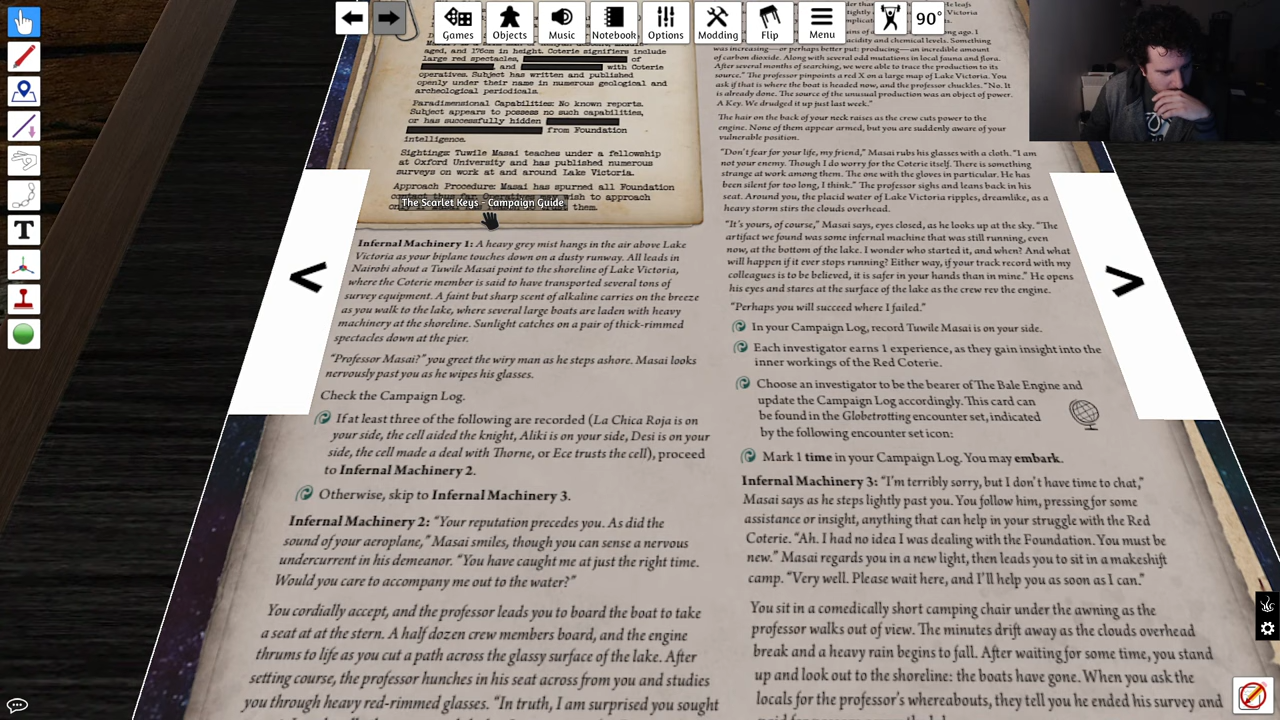 Games
Objects
Music
Notebook
Options
Modding
Flip
Menu
90°
T
aged, and 176cm in height. Coterie signifiers include
large red spectacles, of
and with Coterie
operative. Subject has written and published
openly under their name in numerous geological and
archeological periodicals.
Paradimensional Capabilities: No known reports.
Subject appears to possess no such capabilities,
or has successfully hidden
from Foundation
intelligence.
Sightings: Tuwile Masai teaches under a fellowship
at Oxford University and has published numerous
surveys on work at and around Lake Victoria.
Approach Procedure: Masai has spurned all Foundation
wish to approach
them.
The Scarlet Keys - Campaign Guide
Infernal Machinery 1: A heavy grey mist hangs in the air above Lake
Victoria as your biplane touches down on a dusty runway. All leads in
Nairobi about a Tuwile Masai point to the shoreline of Lake Victoria,
where the Coterie member is said to have transported several tons of
survey equipment. A faint but sharp scent of alkaline carries on the breeze
as you walk to the lake, where several large boats are laden with heavy
machinery at the shoreline. Sunlight catches on a pair of thick-rimmed
spectacles down at the pier.
"Professor Masai?" you greet the wiry man as he steps ashore. Masai looks
nervously past you as he wipes his glasses.
Check the Campaign Log.
If at least three of the following are recorded (La Chica Roja is on
your side, the cell aided the knight, Aliki is on your side, Desi is on your
side, the cell made a deal with Thorne, or Ece trusts the cell), proceed
to Infernal Machinery 2.
Otherwise, skip to Infernal Machinery 3.
Infernal Machinery 2: "Your reputation precedes you. As did the
sound of your aeroplane," Masai smiles, though you can sense a nervous
undercurrent in his demeanor. "You have caught me at just the right time.
Would you care to accompany me out to the water?"
You cordially accept, and the professor leads you to board the boat to take
a seat at at the stern. A half dozen crew members board, and the engine
thrums to life as you cut a path across the glassy surface of the lake. After
setting course, the professor hunches in his seat across from you and studies
you through heavy red-rimmed glasses. "In truth, I am surprised you sought
acidity and chemical levels. Something
was increasing—or perhaps better put: producing—an incredible amount
of carbon dioxide. Along with several odd mutations in local fauna and flora.
After several months of searching, we were able to trace the production to its
source." The professor pinpoints a red X on a large map of Lake Victoria. You
ask if that is where the boat is headed now, and the professor chuckles. "No. It
is already done. The source of the unusual production was an object of power.
A Key. We drudged it up just last week."
The hair on the back of your neck raises as the crew cuts power to the
engine. None of them appear armed, but you are suddenly aware of your
vulnerable position.
"Don't fear for your life, my friend," Masai rubs his glasses with a cloth. "I am
not your enemy. Though I do worry for the Coterie itself. There is something
strange at work among them. The one with the gloves in particular. He has
been silent for too long, I think." The professor sighs and leans back in his
seat. Around you, the placid water of Lake Victoria ripples, dreamlike, as a
heavy storm stirs the clouds overhead.
"It's yours, of course," Masai says, eyes closed, as he looks up at the sky. "The
artifact we found was some infernal machine that was still running, even
now, at the bottom of the lake. I wonder who started it, and when? And what
will happen if it ever stops running? Either way, if your track record with my
colleagues is to be believed, it is safer in your hands than in mine." He opens
his eyes and stares at the surface of the lake as the crew rev the engine.
"Perhaps you will succeed where I failed."
In your Campaign Log, record Tuwile Masai is on your side.
Each investigator earns 1 experience, as they gain insight into the
inner workings of the Red Coterie.
Choose an investigator to be the bearer of The Bale Engine and
update the Campaign Log accordingly. This card can
be found in the Globetrotting encounter set, indicated
by the following encounter set icon:
Mark 1 time in your Campaign Log. You may embark.
Infernal Machinery 3: "I'm terribly sorry, but I don't have time to chat,"
Masai says as he steps lightly past you. You follow him, pressing for some
assistance or insight, anything that can help in your struggle with the Red
Coterie. "Ah. I had no idea I was dealing with the Foundation. You must be
new." Masai regards you in a new light, then leads you to sit in a makeshift
camp. "Very well. Please wait here, and I'll help you as soon as I can."
You sit in a comedically short camping chair under the awning as the
professor walks out of view. The minutes drift away as the clouds overhead
break and a heavy rain begins to fall. After waiting for some time, you stand
up and look out to the shoreline: the boats have gone. When you ask the
locals for the professor's whereabouts, they tell you he ended his survey and